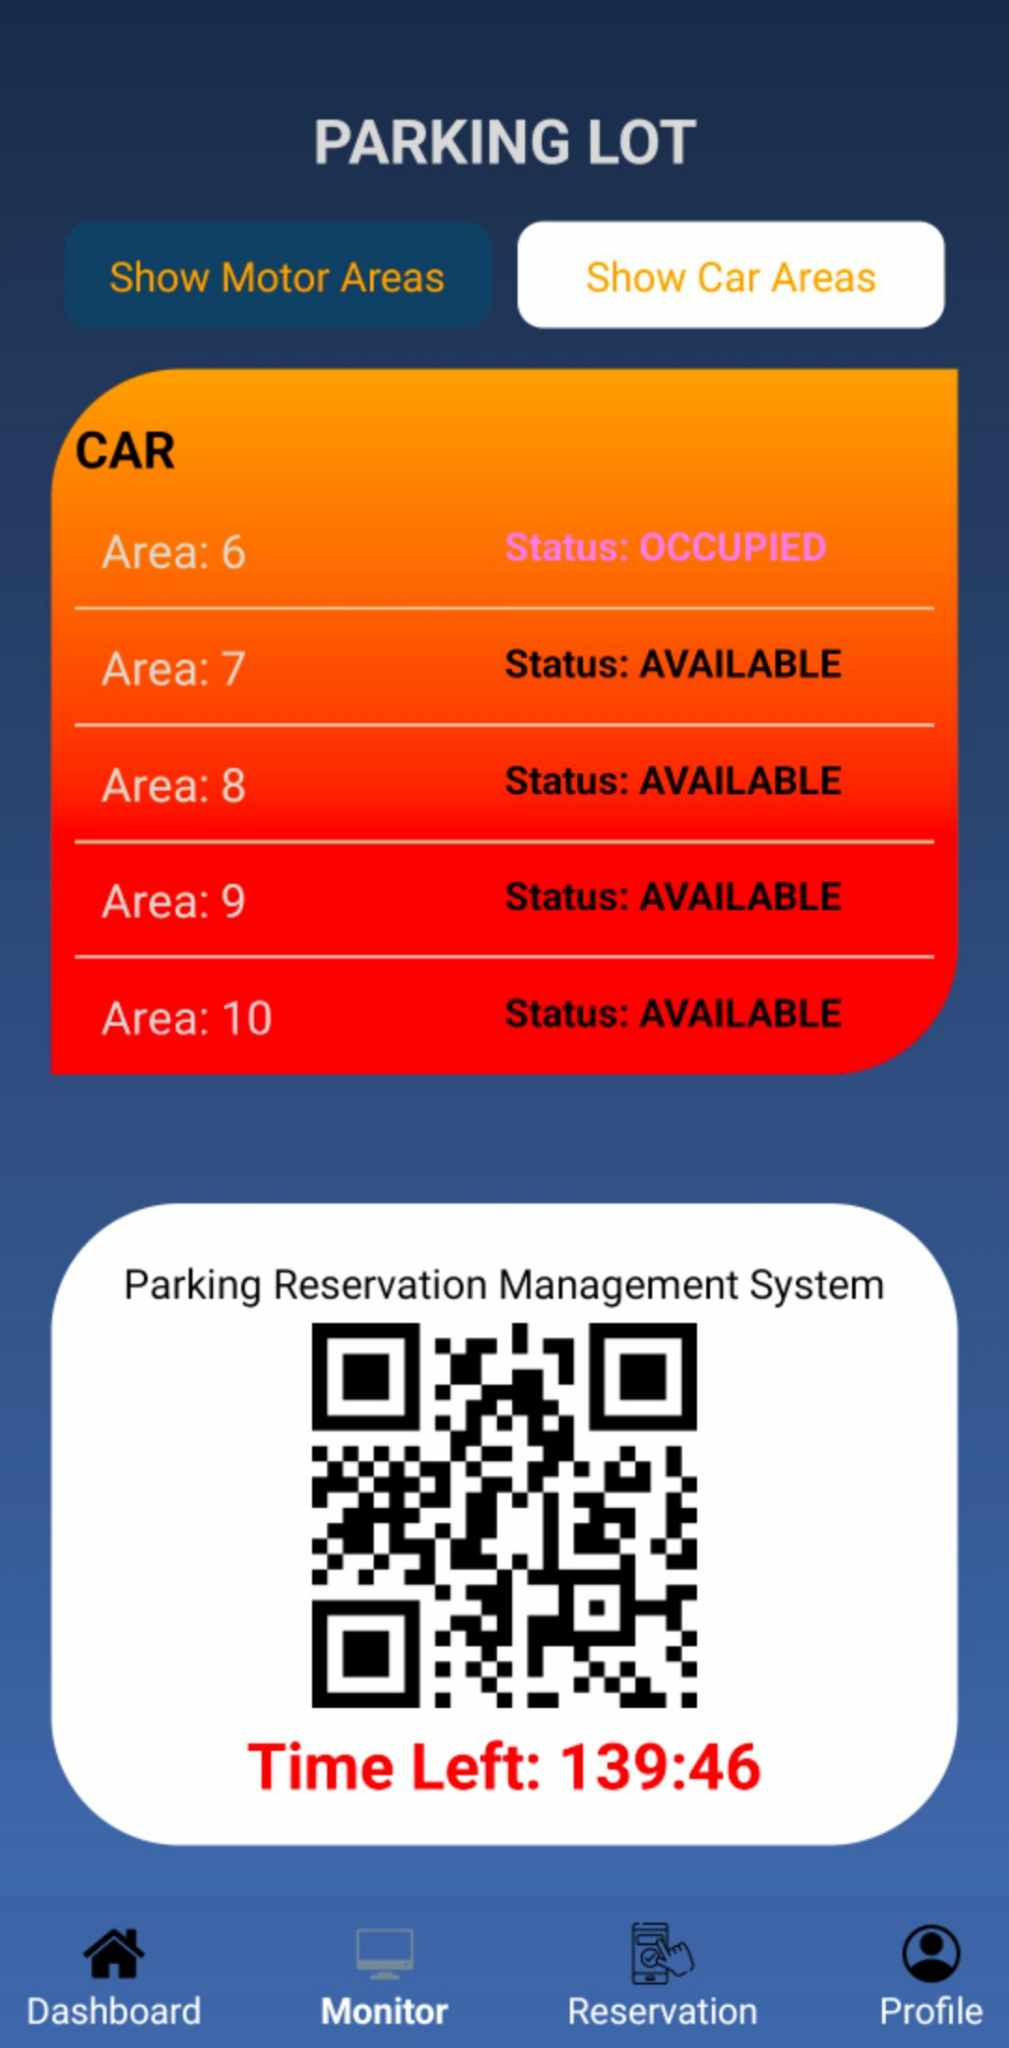 PARKING LOT
Show Motor Areas Show Car Areas
CAR
Area: 6 Status: OCCUPIED
Area: 7 Status: AVAILABLE
Area: 8 Status: AVAILABLE
Area: 9 Status: AVAILABLE
Area: 10 Status: AVAILABLE
Parking Reservation Management System
Time Left: 139:46
Dashboard Monitor Reservation Profile